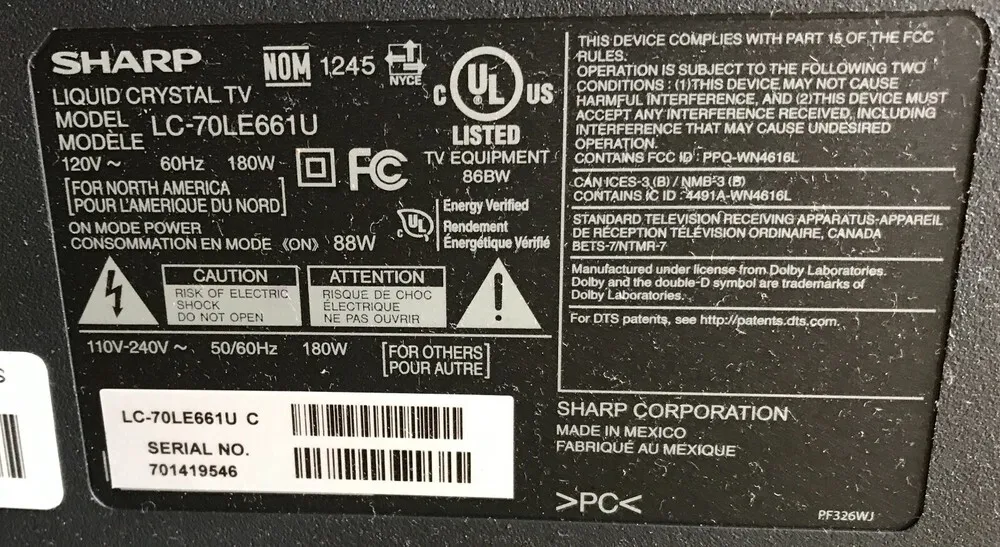 SHARP
NOM 1245 NYCE
C UL US
®
LISTED
TV EQUIPMENT
86BW
LIQUID CRYSTAL TV
MODEL
MODÈLE LC-70LE661U
120V ~ 60Hz 180W
FC
[FOR NORTH AMERICA
POUR L'AMERIQUE DU NORD]
ON MODE POWER
CONSOMMATION EN MODE 《ON》 88W
UL
Energy Verified
Rendement
Énergétique Vérifié
CAUTION
RISK OF ELECTRIC
SHOCK
DO NOT OPEN
ATTENTION
RISQUE DE CHOC
ÉLECTRIQUE
NE PAS OUVRIR
!
110V-240V ~ 50/60Hz 180W
[FOR OTHERS
POUR AUTRE]
LC-70LE661U C
SERIAL NO.
701419546
THIS DEVICE COMPLIES WITH PART 15 OF THE FCC
RULES.
OPERATION IS SUBJECT TO THE FOLLOWING TWO
CONDITIONS : (1)THIS DEVICE MAY NOT CAUSE
HARMFUL INTERFERENCE, AND (2)THIS DEVICE MUST
ACCEPT ANY INTERFERENCE RECEIVED, INCLUDING
INTERFERENCE THAT MAY CAUSE UNDESIRED
OPERATION.
CONTAINS FCC ID : PPQ-WN4616L
CAN ICES-3 (B) / NMB-3 (B)
CONTAINS IC ID : 4491A-WN4616L
STANDARD TELEVISION RECEIVING APPARATUS-APPAREIL
DE RÉCEPTION TÉLÉVISION ORDINAIRE, CANADA
BETS-7/NTMR-7
Manufactured under license from Dolby Laboratories.
Dolby and the double-D symbol are trademarks of
Dolby Laboratories.
For DTS patents, see http://patents.dts.com.
SHARP CORPORATION
MADE IN MEXICO
FABRIQUÉ AU MEXIQUE
>PC<
PF326WJ
S